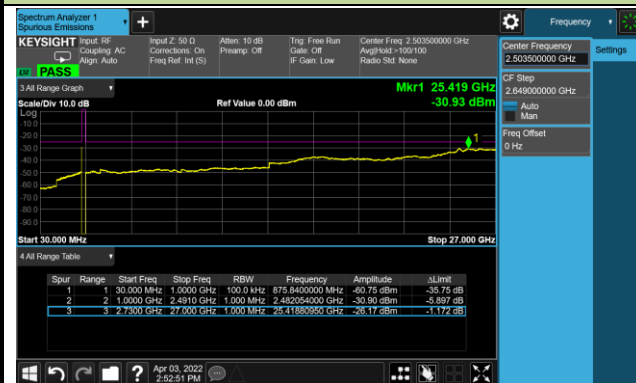 Spectrum Analyzer 1
Spurious Emissions
Frequency
KEYSIGHT Input: RF Input Z: 50 Ω Atten: 10 dB Trig: Free Run Center Freq: 2.503500000 GHz
Coupling: AC Corrections: On Preamp: Off Gate: Off Avg|Hold:>100/100
Align: Auto Freq Ref: Int (S) IF Gain: Low Radio Std: None
PASS
Center Frequency
2.503500000 GHz
Settings
CF Step
2.649000000 GHz
Auto
Man
Freq Offset
0 Hz
3 All Range Graph
Mkr1 25.419 GHz
Scale/Div 10.0 dB Ref Value 0.00 dBm -30.93 dBm
Log
-10.0
-20.0
-30.0
-40.0
-50.0
-60.0
-70.0
-80.0
-90.0
1
Start 30.000 MHz Stop 27.000 GHz
4 All Range Table
Spur Range Start Freq Stop Freq RBW Frequency Amplitude ΔLimit
1 1 30.000 MHz 1.0000 GHz 100.0 kHz 875.8400000 MHz -60.75 dBm -35.75 dB
2 2 1.0000 GHz 2.4910 GHz 1.000 MHz 2.482054000 GHz -30.90 dBm -5.897 dB
3 3 2.7300 GHz 27.000 GHz 1.000 MHz 25.41880950 GHz -26.17 dBm -1.172 dB
Apr 03, 2022
2:52:51 PM